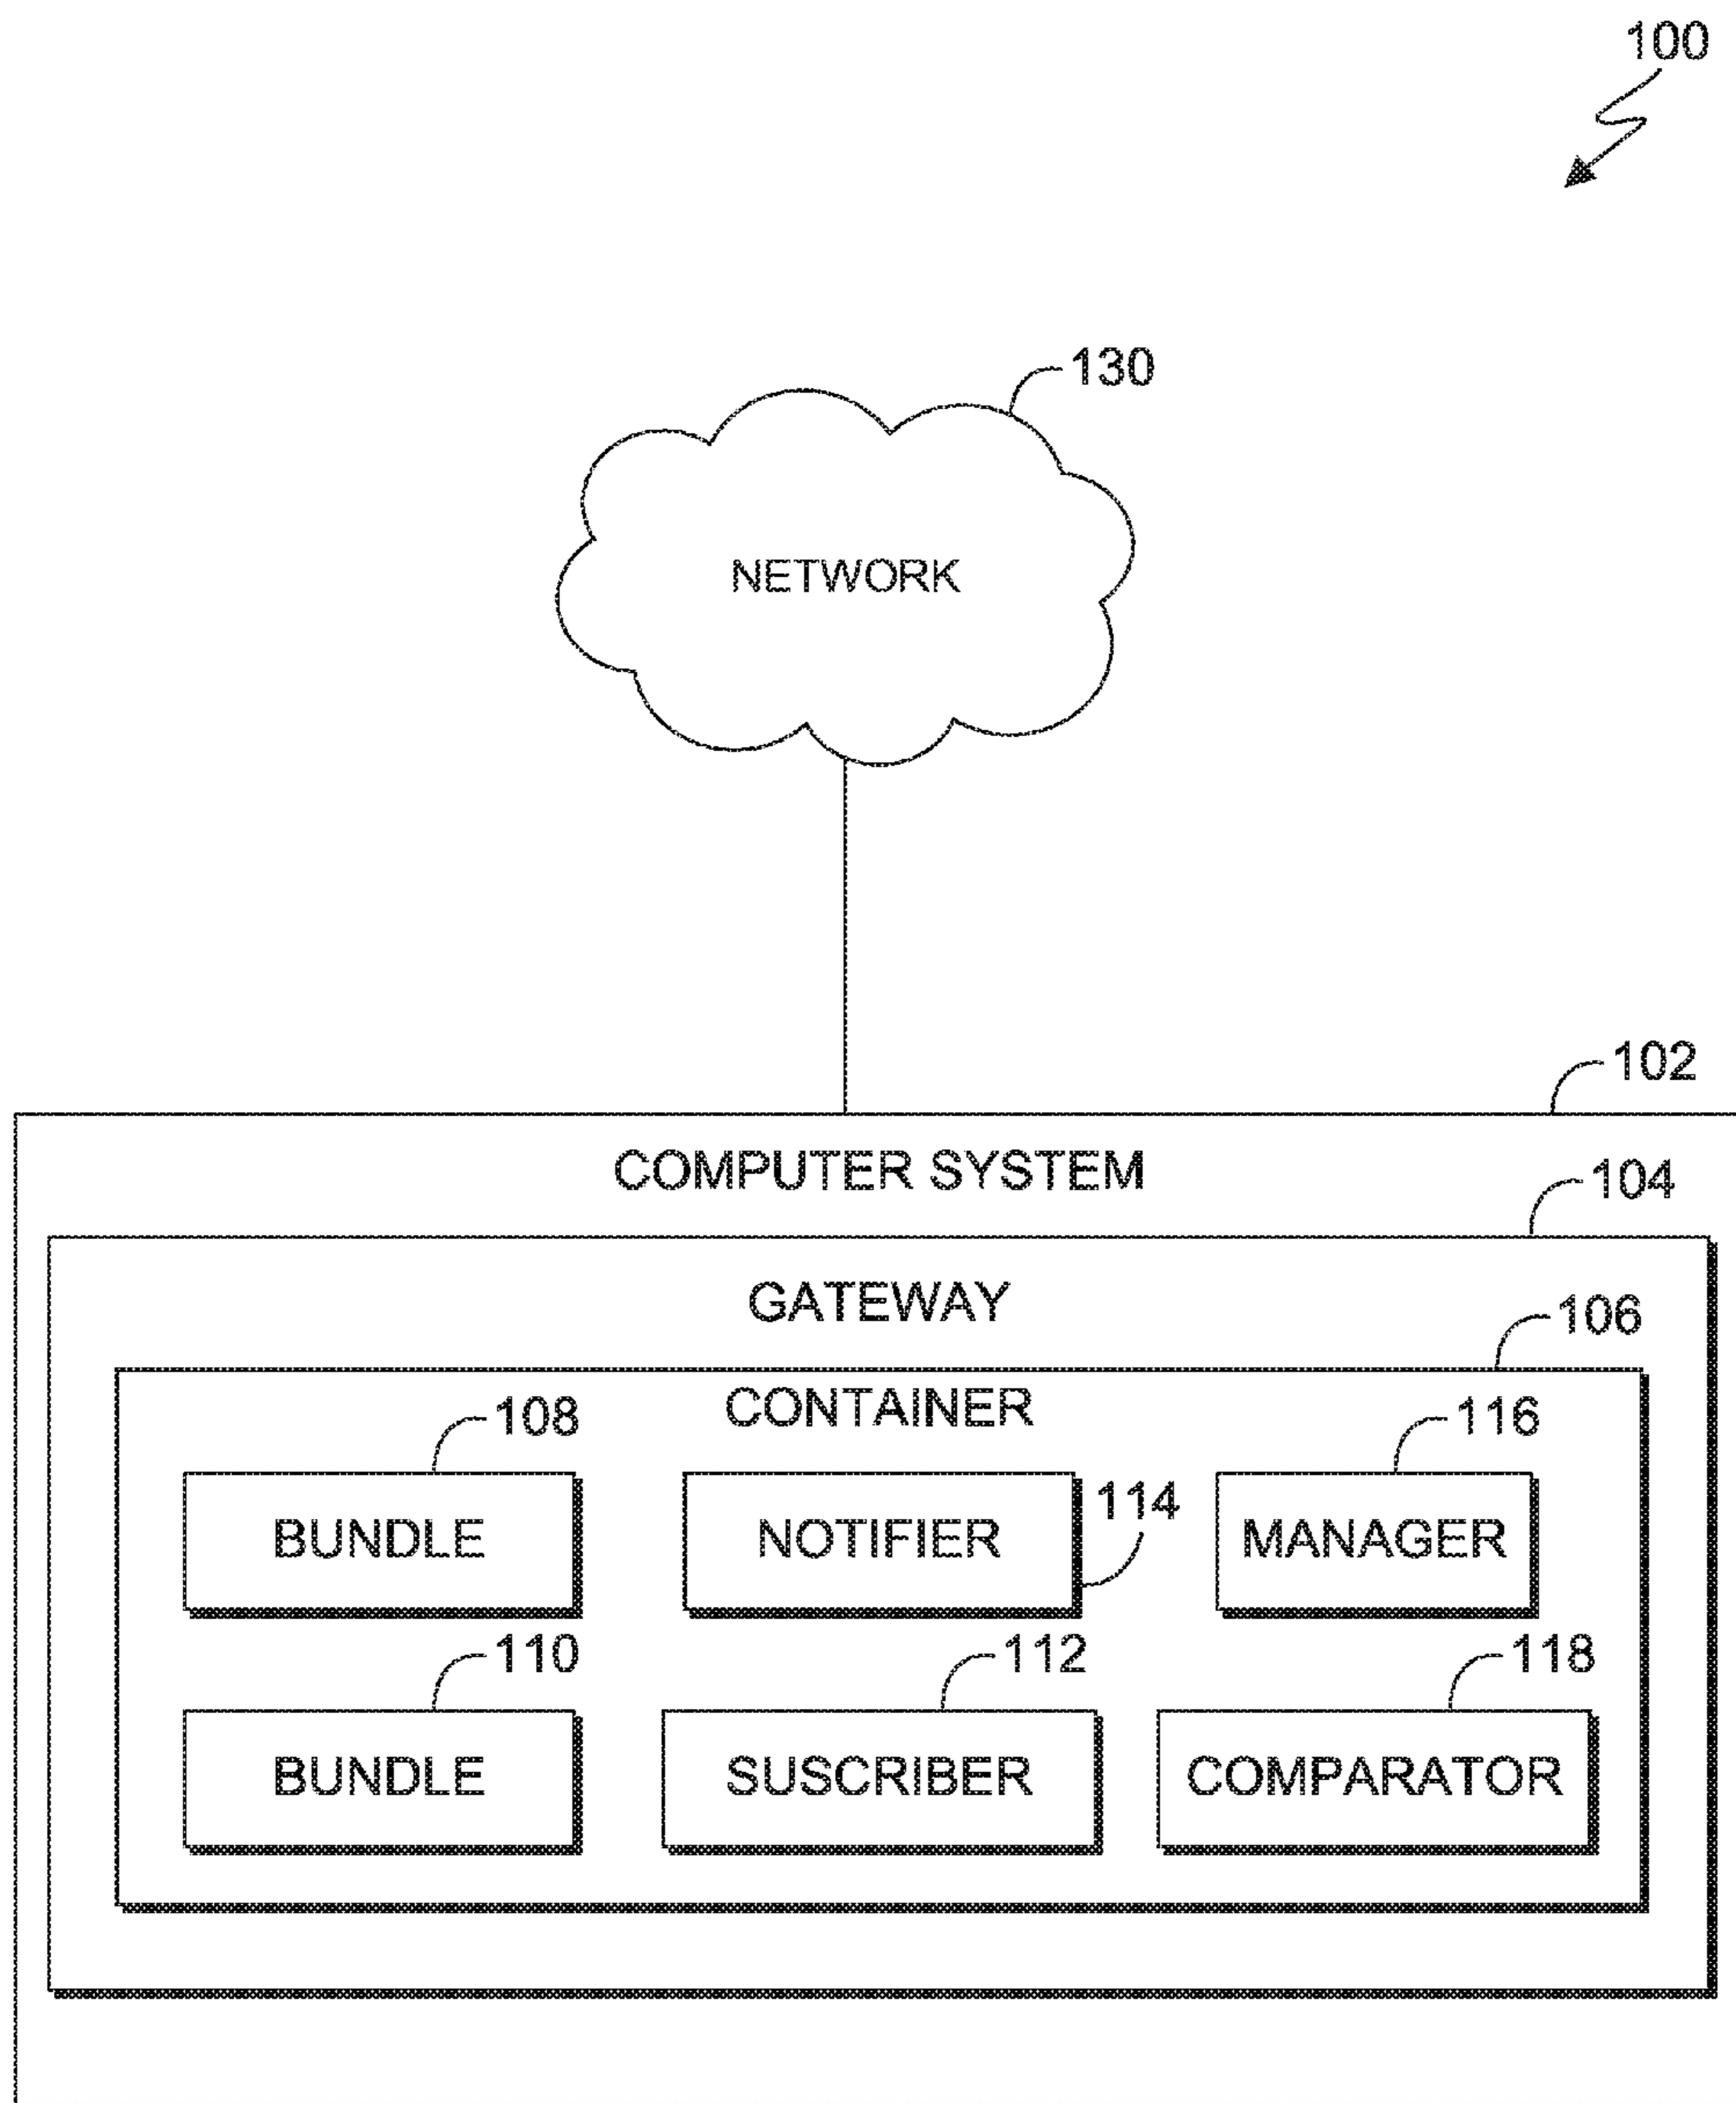 100
130
NETWORK
102
COMPUTER SYSTEM
104
GATEWAY
106
CONTAINER
108
116
114
BUNDLE
NOTIFIER
MANAGER
110
112
118
BUNDLE
SUSCRIBER
COMPARATOR